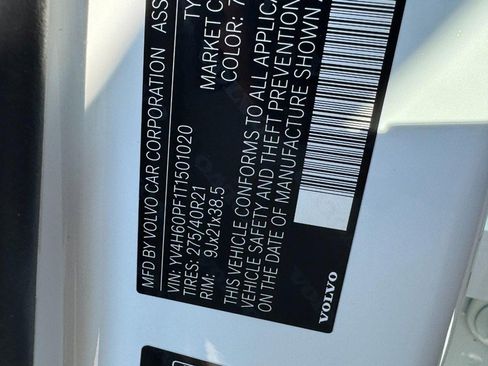 MFD BY VOLVO CAR CORPORATION ASS
TY
VIN: YV4H60PF1T1501020
MARKET C
TIRES: 275/40R21
COLOR: 7
RIM: 9Jx21x38.5
THIS VEHICLE CONFORMS TO ALL APPLICA
VEHICLE SAFETY AND THEFT PREVENTION
ON THE DATE OF MANUFACTURE SHOWN
VOLVO